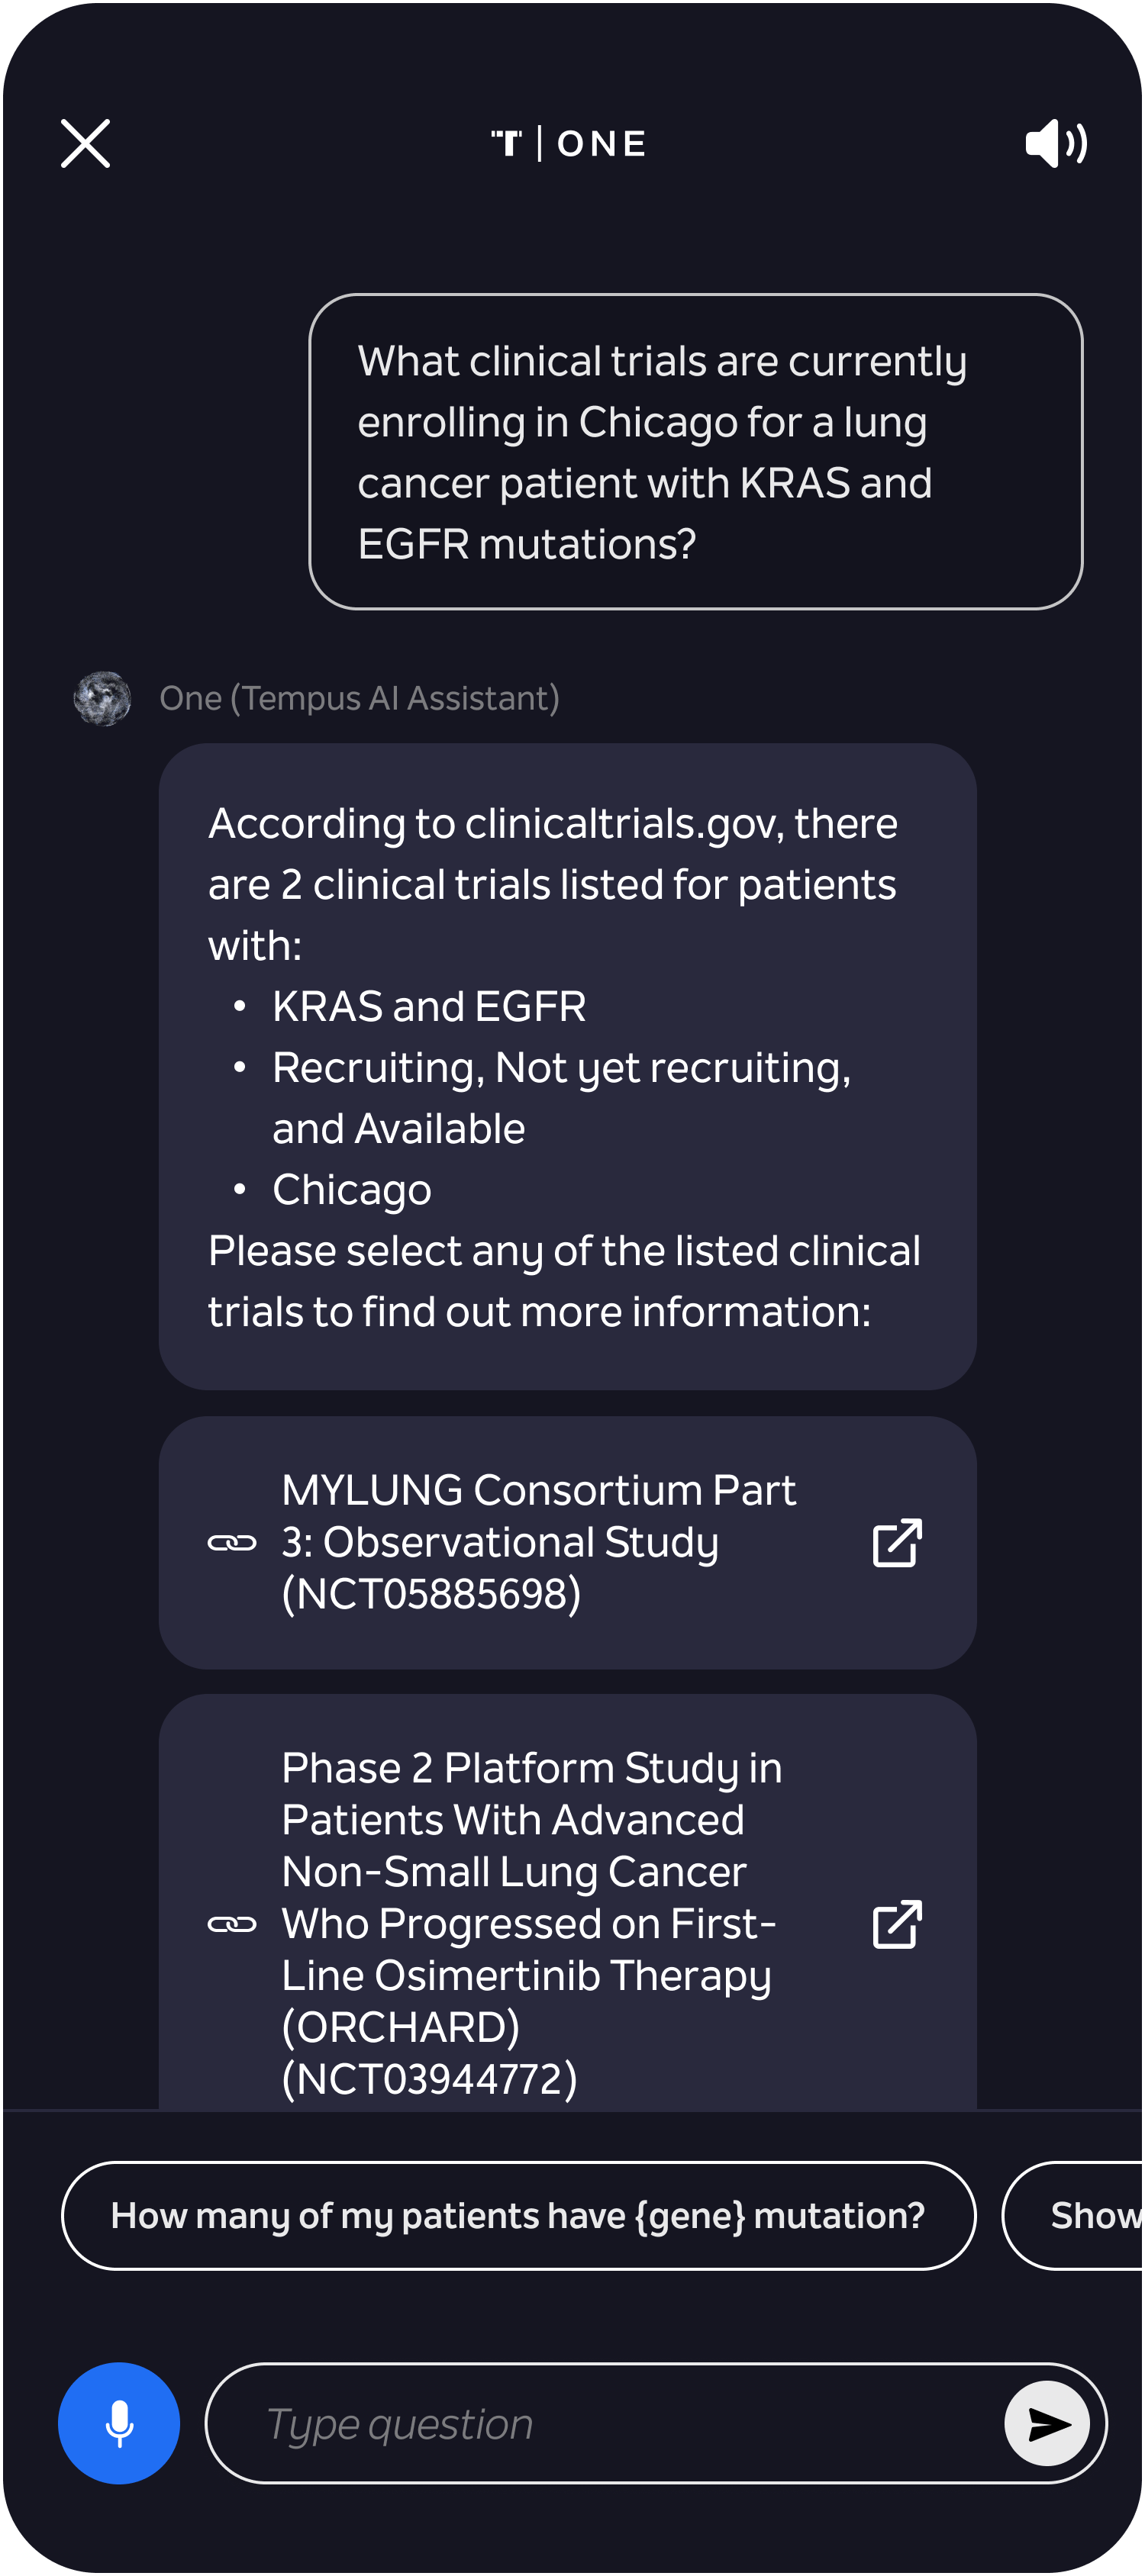 T | ONE
What clinical trials are currently
enrolling in Chicago for a lung
cancer patient with KRAS and
EGFR mutations?
One (Tempus AI Assistant)
According to clinicaltrials.gov, there
are 2 clinical trials listed for patients
with:
• KRAS and EGFR
• Recruiting, Not yet recruiting,
and Available
• Chicago
Please select any of the listed clinical
trials to find out more information:
MYLUNG Consortium Part
3: Observational Study
(NCT05885698)
Phase 2 Platform Study in
Patients With Advanced
Non-Small Lung Cancer
Who Progressed on First-
Line Osimertinib Therapy
(ORCHARD)
(NCT03944772)
How many of my patients have {gene} mutation?
Show
Type question